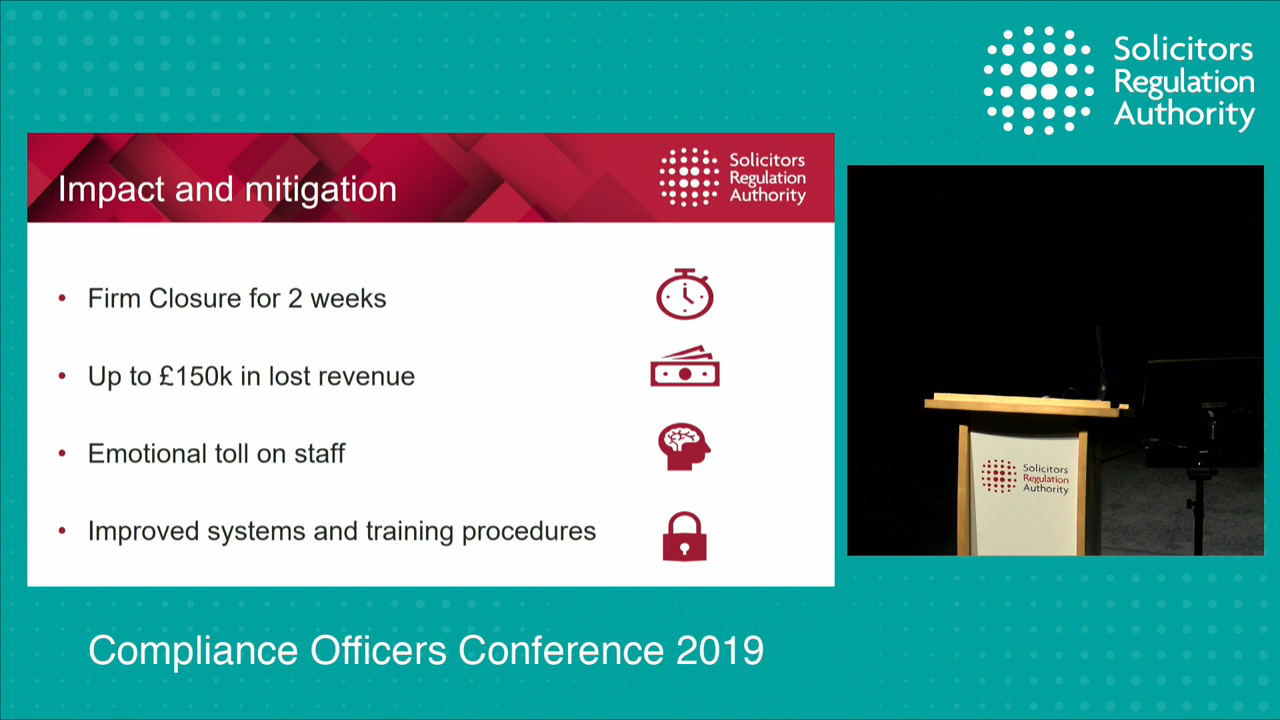 Solicitors
Regulation
Authority
Impact and mitigation
Solicitors
Regulation
Authority
• Firm Closure for 2 weeks
• Up to £150k in lost revenue
• Emotional toll on staff
• Improved systems and training procedures
Solicitors
Regulation
Authority
Compliance Officers Conference 2019